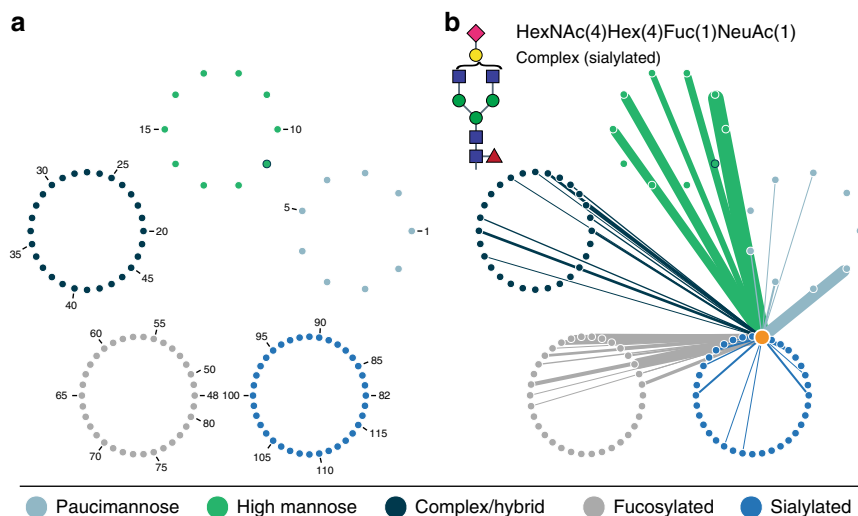 a
b
HexNAc(4)Hex(4)Fuc(1)NeuAc(1)
Complex (sialylated)
15
10
30
25
5
20
1
35
45
40
60
55
95
90
50
85
65
48
100
82
80
115
70
75
105
110
Paucimannose
High mannose
Complex/hybrid
Fucosylated
Sialylated